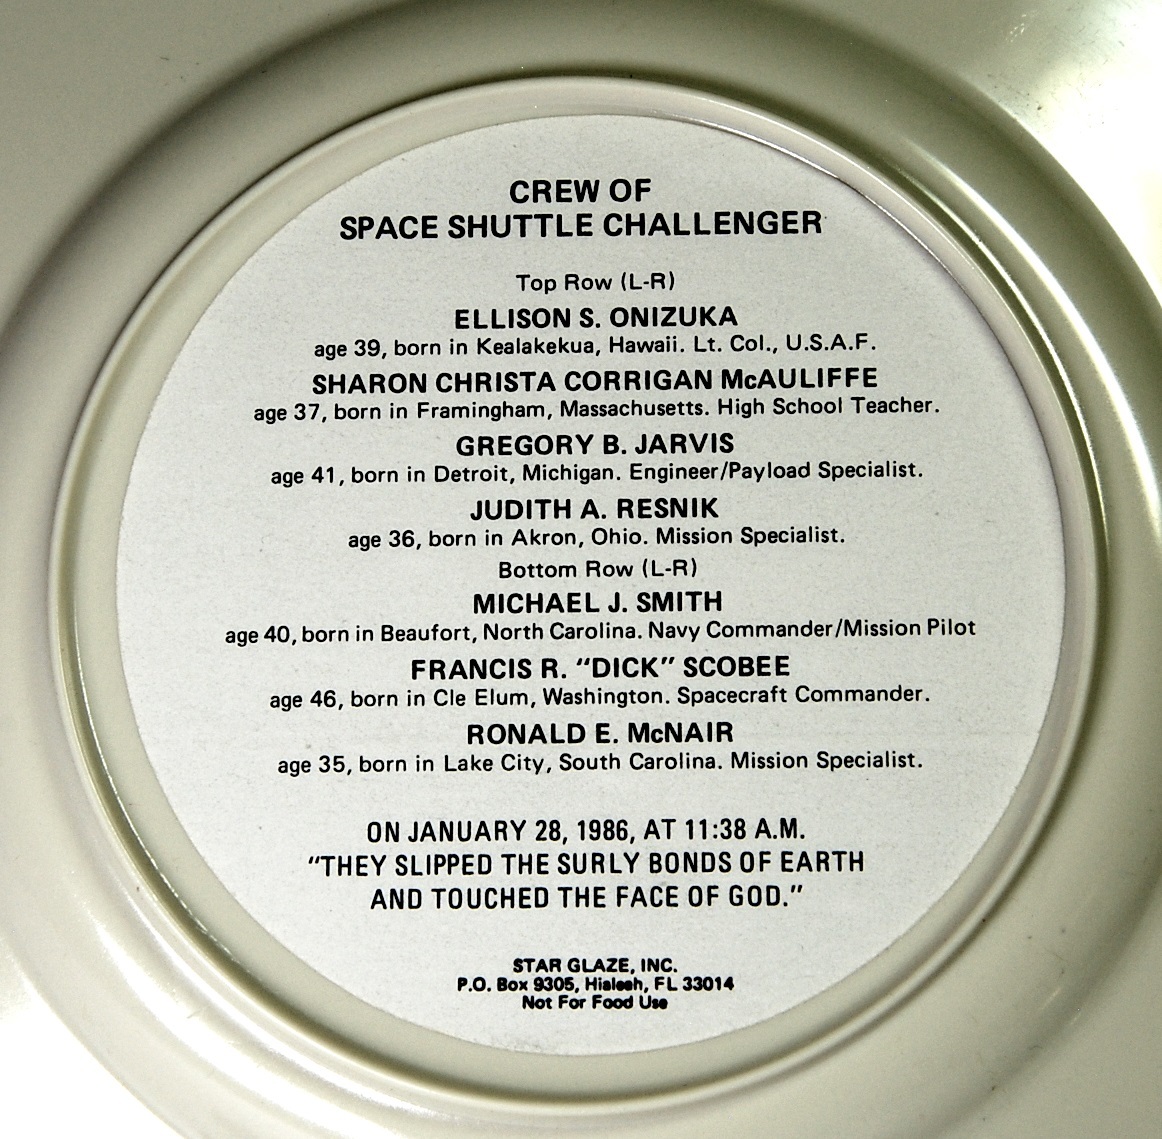 CREW OF
SPACE SHUTTLE CHALLENGER
Top Row (L-R)
ELLISON S. ONIZUKA
age 39, born in Kealakekua, Hawaii. Lt. Col., U.S.A.F.
SHARON CHRISTA CORRIGAN McAULIFFE
age 37, born in Framingham, Massachusetts. High School Teacher.
GREGORY B. JARVIS
age 41, born in Detroit, Michigan. Engineer/Payload Specialist.
JUDITH A. RESNIK
age 36, born in Akron, Ohio. Mission Specialist.
Bottom Row (L-R)
MICHAEL J. SMITH
age 40, born in Beaufort, North Carolina. Navy Commander/Mission Pilot
FRANCIS R. "DICK" SCOBEE
age 46, born in Cle Elum, Washington. Spacecraft Commander.
RONALD E. McNAIR
age 35, born in Lake City, South Carolina. Mission Specialist.
ON JANUARY 28, 1986, AT 11:38 A.M.
"THEY SLIPPED THE SURLY BONDS OF EARTH
AND TOUCHED THE FACE OF GOD."
STAR GLAZE, INC.
P.O. Box 9305, Hialeah, FL 33014
Not For Food Use